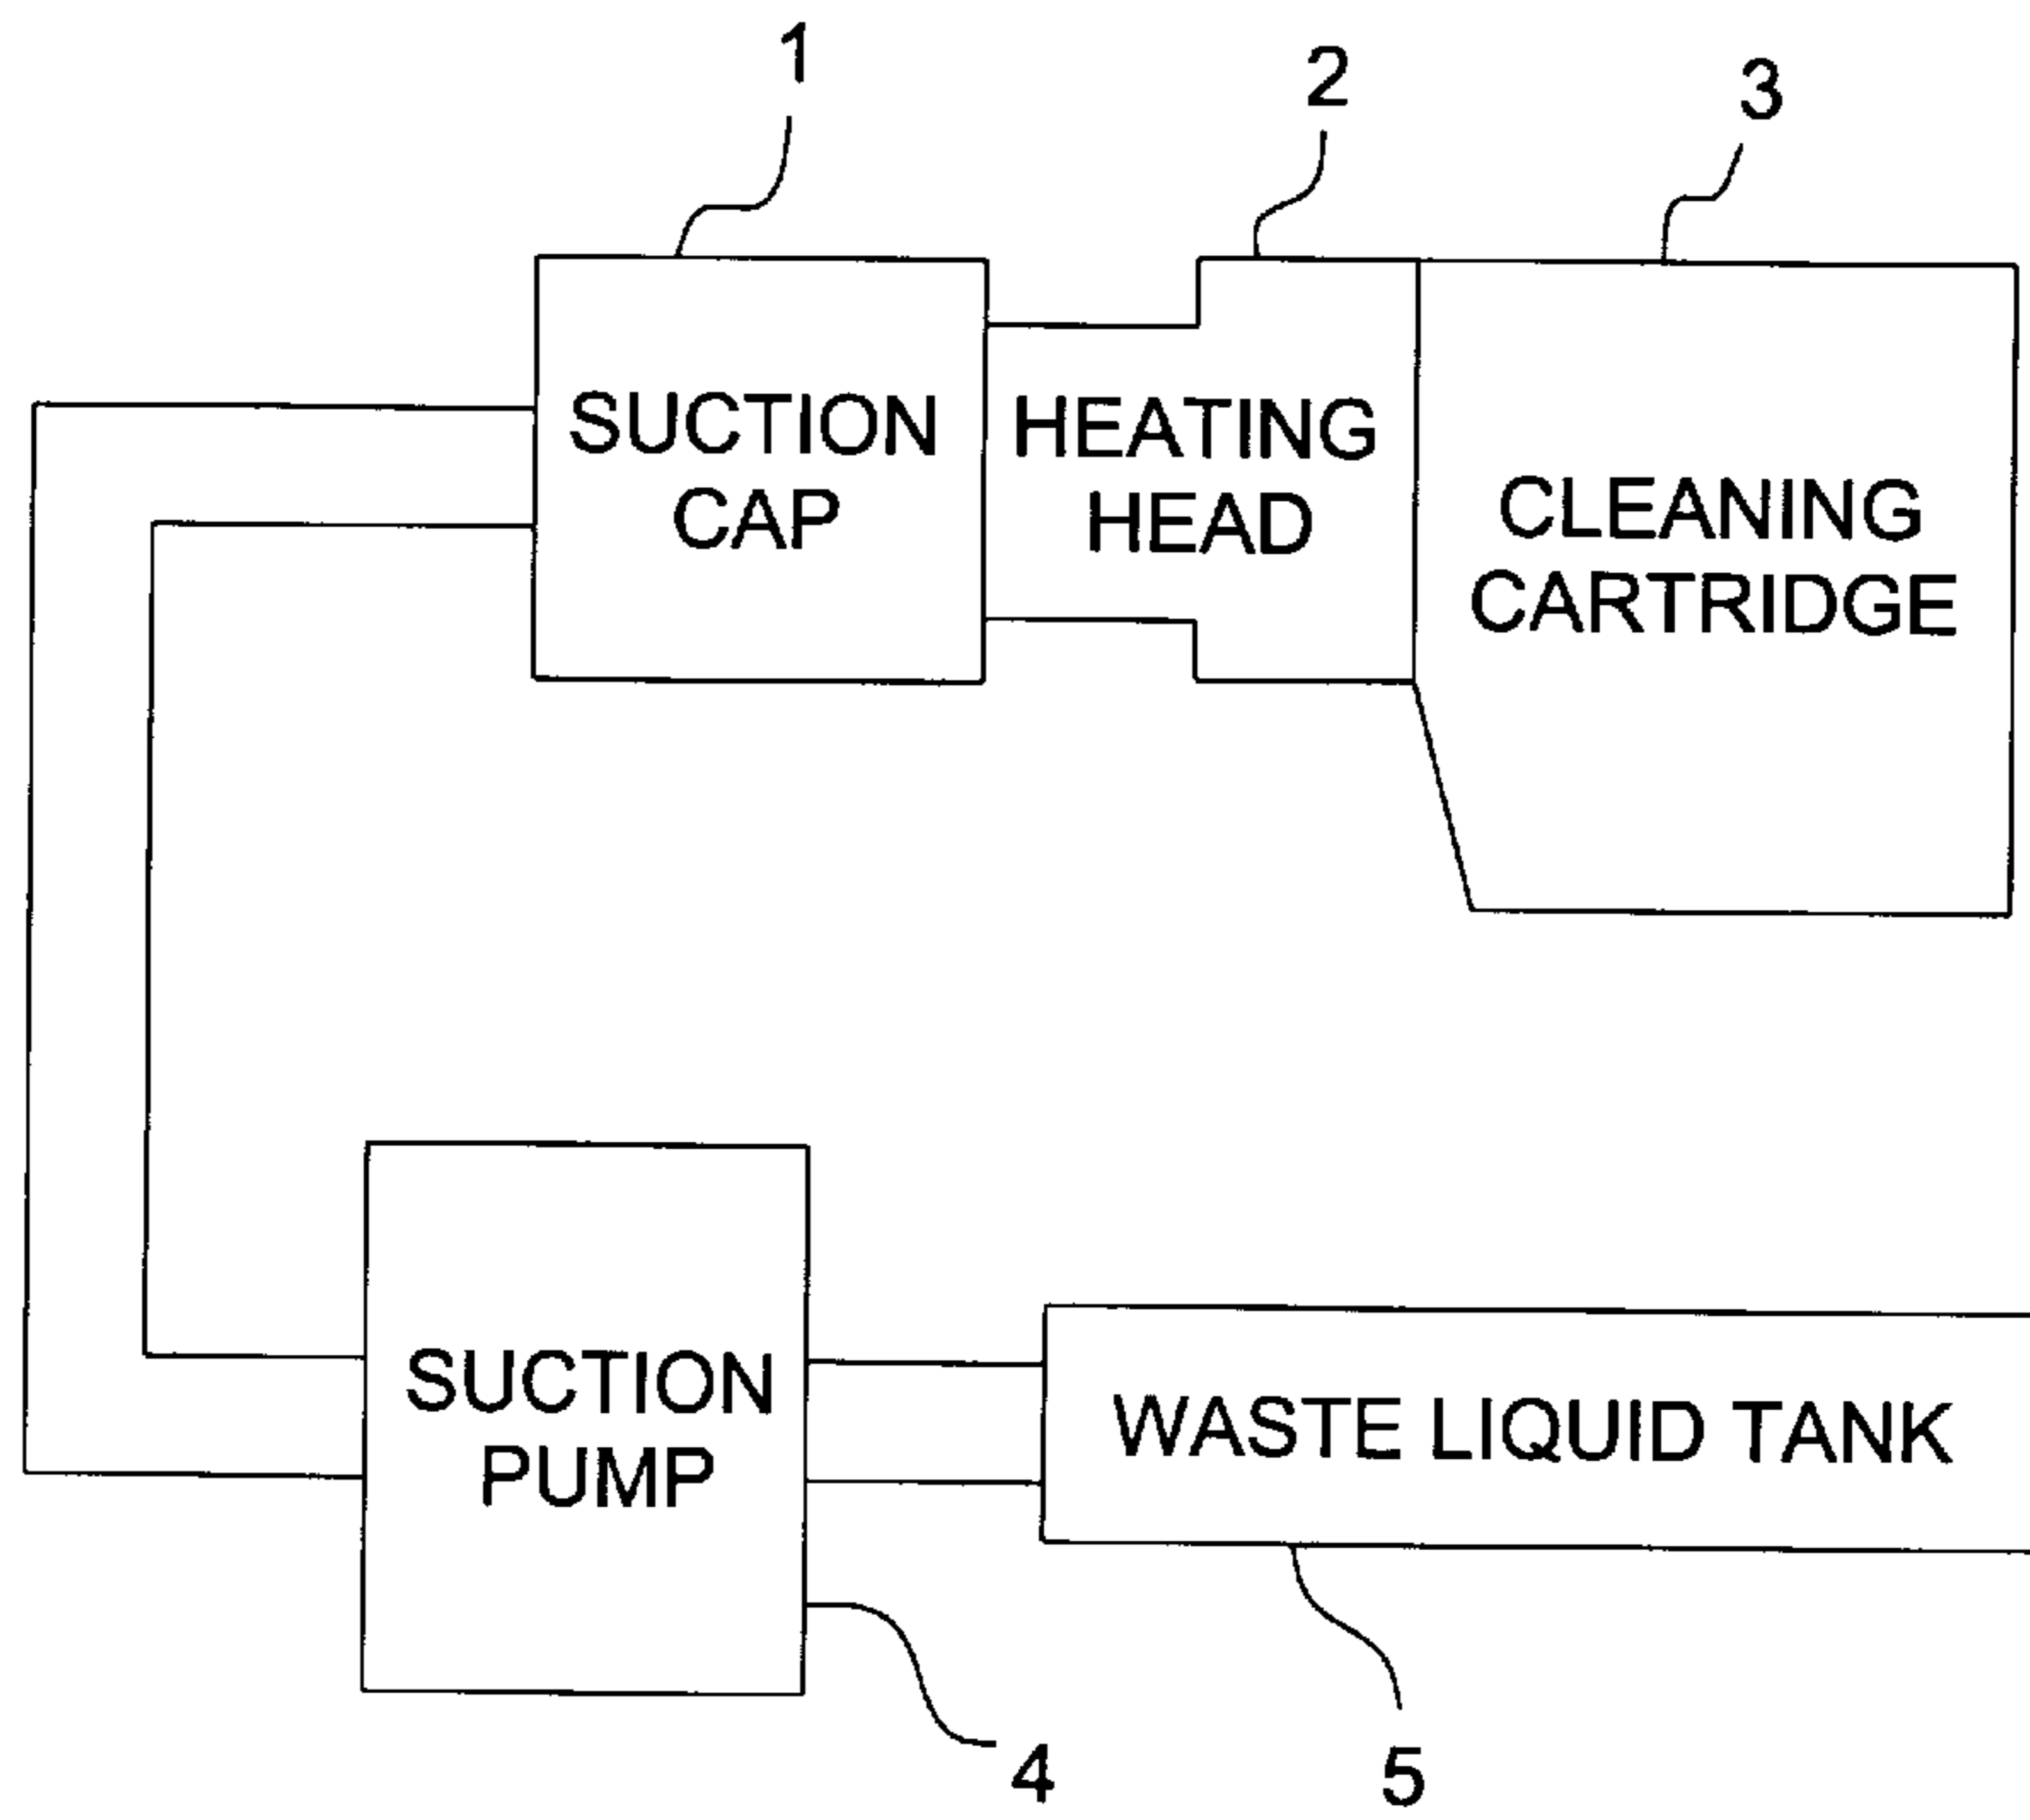 1
2
3
SUCTION
CAP
HEATING
HEAD
CLEANING
CARTRIDGE
SUCTION
PUMP
WASTE LIQUID TANK
4
5